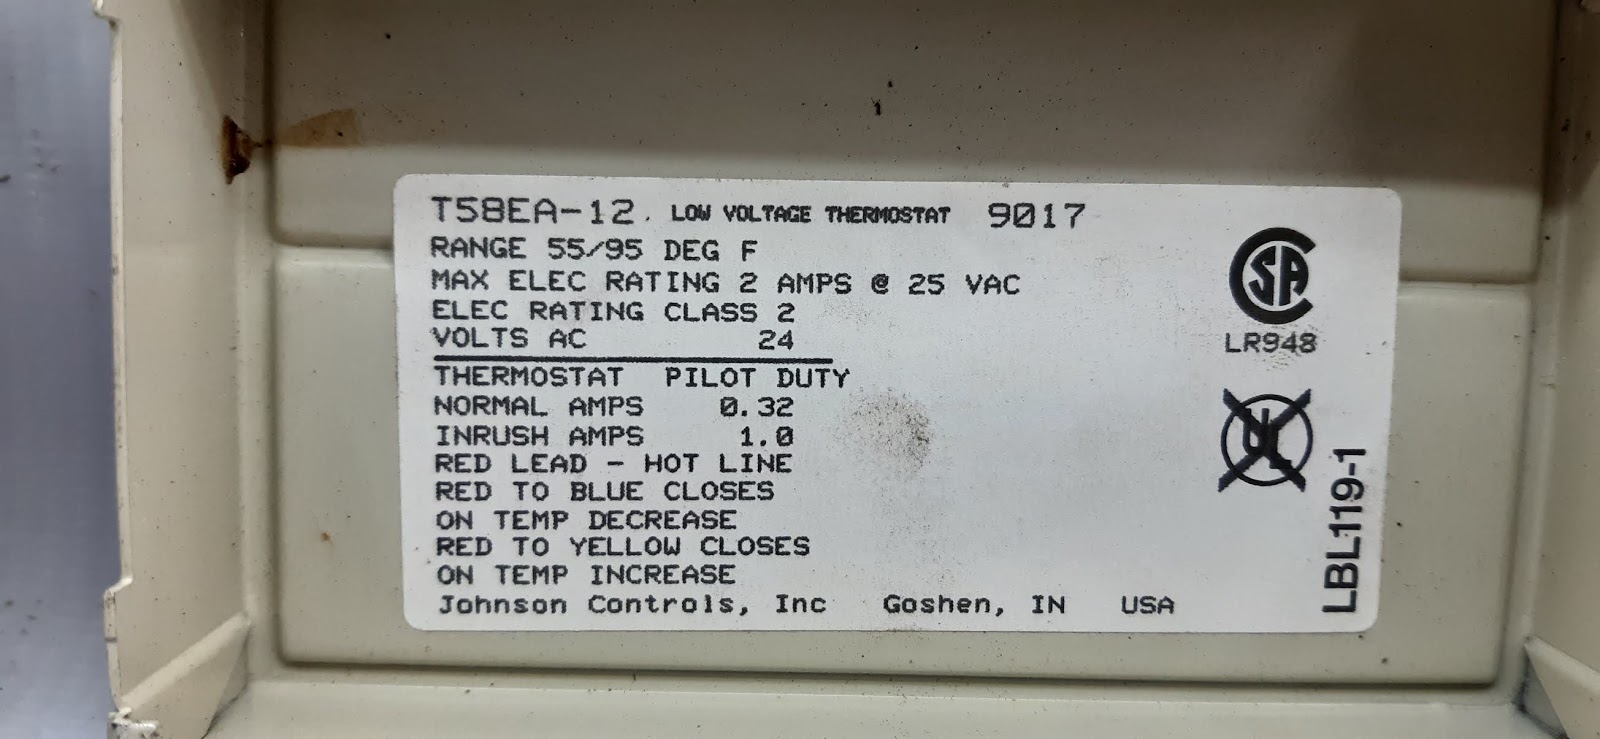 T58EA-12. LOW VOLTAGE THERMOSTAT 9017
RANGE 55/95 DEG F
MAX ELEC RATING 2 AMPS @ 25 VAC
ELEC RATING CLASS 2
VOLTS AC 24
THERMOSTAT PILOT DUTY
NORMAL AMPS 0.32
INRUSH AMPS 1.0
RED LEAD - HOT LINE
RED TO BLUE CLOSES
ON TEMP DECREASE
RED TO YELLOW CLOSES
ON TEMP INCREASE
Johnson Controls, Inc Goshen, IN USA
CSA
LR948
UL
LBL119-1